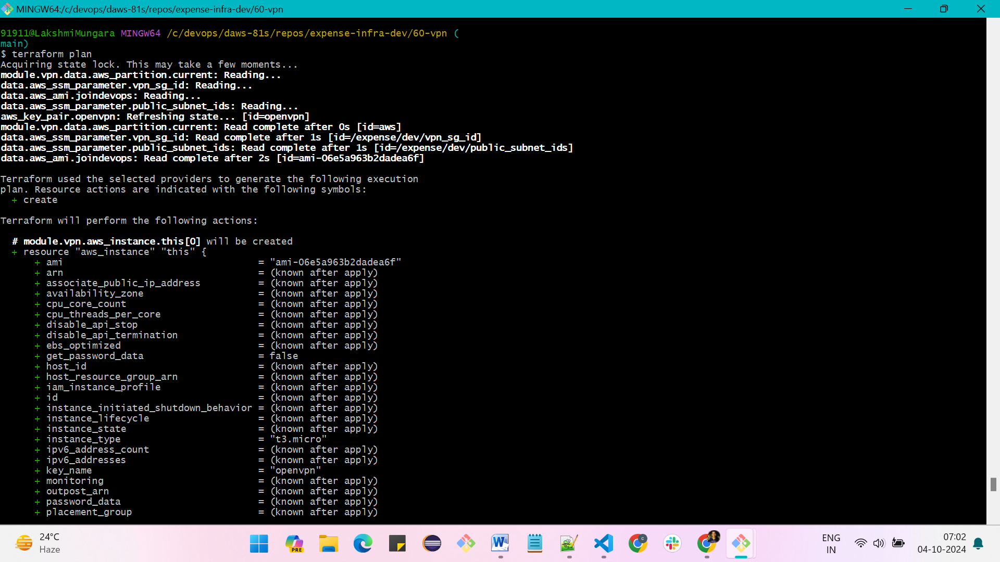 MINGW64:/c/devops/daws-81s/repos/expense-infra-dev/60-vpn
91911@LakshmiMungara MINGW64 /c/devops/daws-81s/repos/expense-infra-dev/60-vpn (
main)
$ terraform plan
Acquiring state lock. This may take a few moments...
module.vpn.data.aws_partition.current: Reading...
data.aws_ssm_parameter.vpn_sg_id: Reading...
data.aws_ami.joindevops: Reading...
data.aws_ssm_parameter.public_subnet_ids: Reading...
aws_key_pair.openvpn: Refreshing state... [id=openvpn]
module.vpn.data.aws_partition.current: Read complete after 0s [id=aws]
data.aws_ssm_parameter.vpn_sg_id: Read complete after 1s [id=/expense/dev/vpn_sg_id]
data.aws_ssm_parameter.public_subnet_ids: Read complete after 1s [id=/expense/dev/public_subnet_ids]
data.aws_ami.joindevops: Read complete after 2s [id=ami-06e5a963b2dadea6f]
Terraform used the selected providers to generate the following execution
plan. Resource actions are indicated with the following symbols:
  + create
Terraform will perform the following actions:
  # module.vpn.aws_instance.this[0] will be created
  + resource "aws_instance" "this" {
      + ami                                  = "ami-06e5a963b2dadea6f"
      + arn                                  = (known after apply)
      + associate_public_ip_address          = (known after apply)
      + availability_zone                    = (known after apply)
      + cpu_core_count                       = (known after apply)
      + cpu_threads_per_core                 = (known after apply)
      + disable_api_stop                     = (known after apply)
      + disable_api_termination              = (known after apply)
      + ebs_optimized                        = (known after apply)
      + get_password_data                    = false
      + host_id                              = (known after apply)
      + host_resource_group_arn              = (known after apply)
      + iam_instance_profile                 = (known after apply)
      + id                                   = (known after apply)
      + instance_initiated_shutdown_behavior = (known after apply)
      + instance_lifecycle                   = (known after apply)
      + instance_state                       = (known after apply)
      + instance_type                        = "t3.micro"
      + ipv6_address_count                   = (known after apply)
      + ipv6_addresses                       = (known after apply)
      + key_name                             = "openvpn"
      + monitoring                           = (known after apply)
      + outpost_arn                          = (known after apply)
      + password_data                        = (known after apply)
      + placement_group                      = (known after apply)
24°C
Haze
PRE
W
C
ENG
IN
07:02
04-10-2024